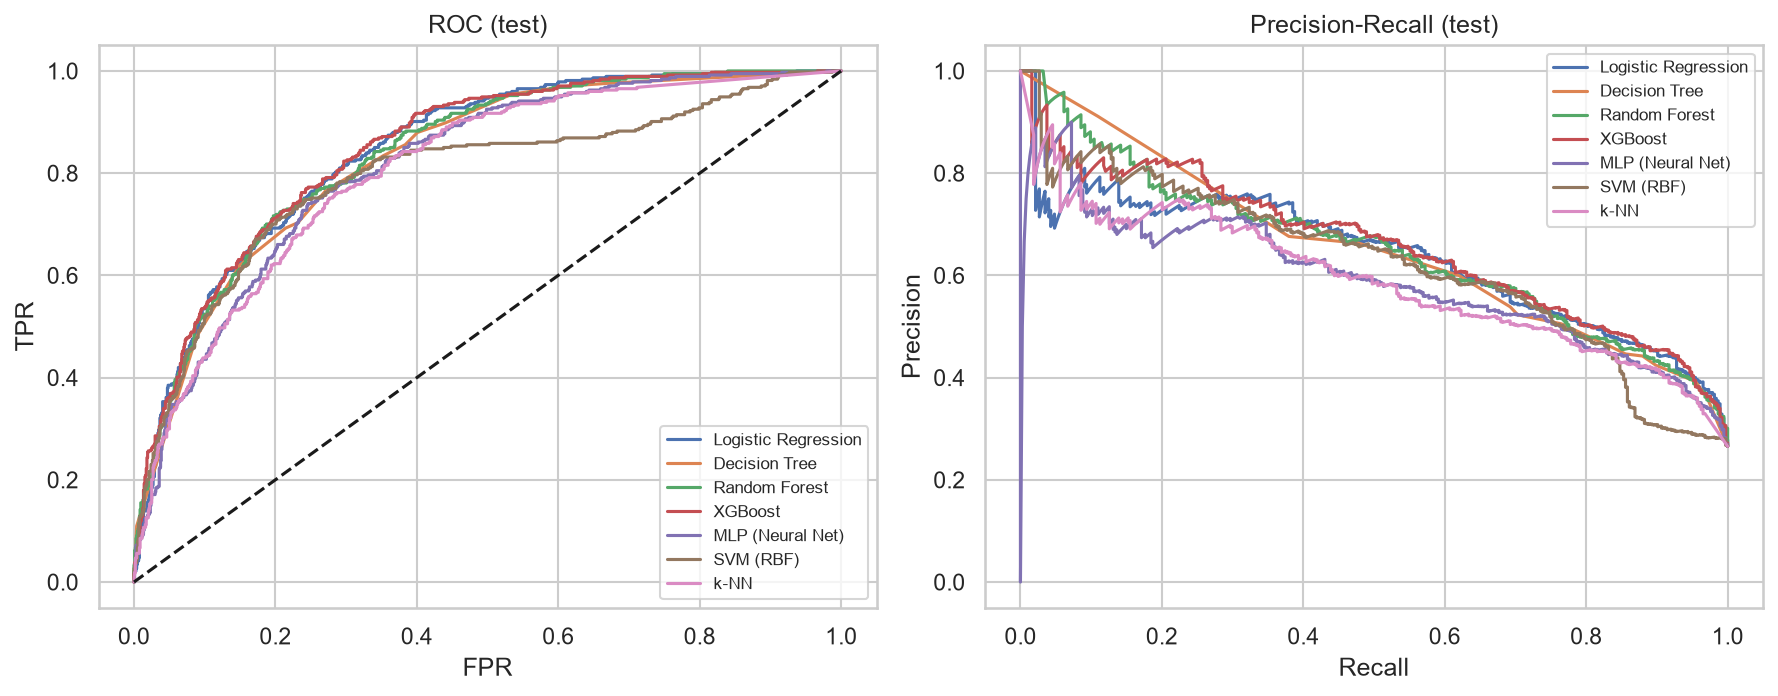 ROC (test)
1.0
0.8
0.6
0.4
0.2
0.0
TPR
0.0 0.2 0.4 0.6 0.8 1.0
FPR
Logistic Regression
Decision Tree
Random Forest
XGBoost
MLP (Neural Net)
SVM (RBF)
k-NN
Precision-Recall (test)
1.0
0.8
0.6
0.4
0.2
0.0
Precision
0.0 0.2 0.4 0.6 0.8 1.0
Recall
Logistic Regression
Decision Tree
Random Forest
XGBoost
MLP (Neural Net)
SVM (RBF)
k-NN